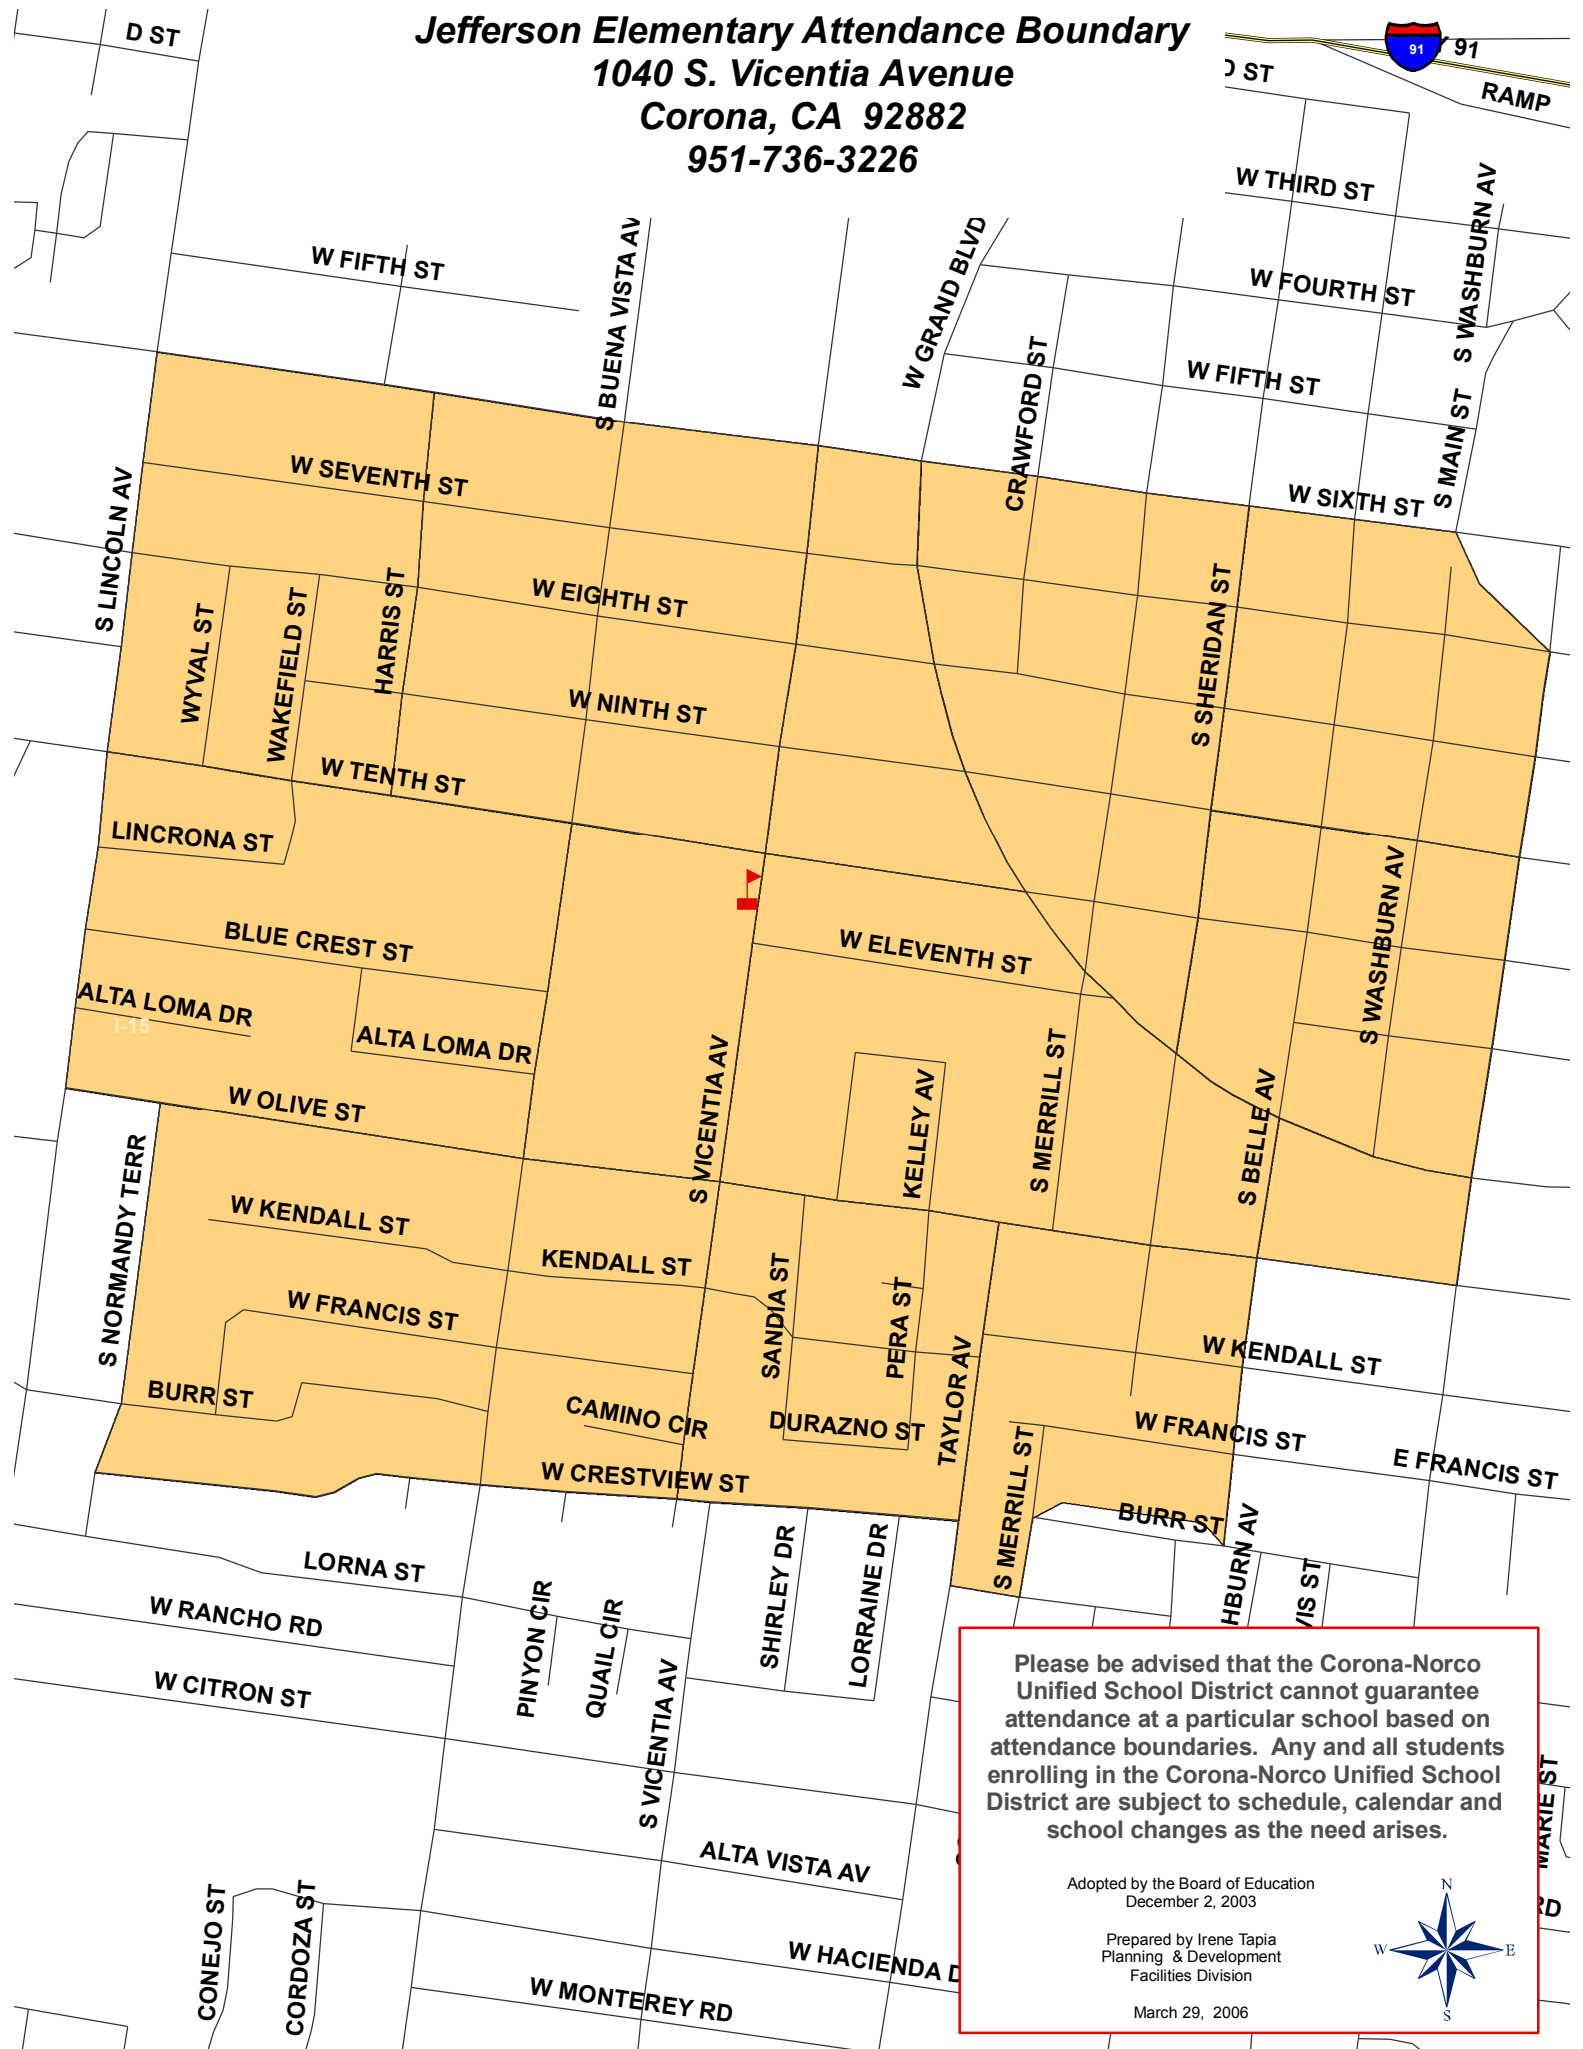 Jefferson Elementary Attendance Boundary
1040 S. Vicentia Avenue
Corona, CA  92882
951-736-3226
D ST
91
Y 91
D ST
RAMP
W THIRD ST
S WASHBURN AV
W FIFTH ST
S BUENA VISTA AV
W GRAND BLVD
W FOURTH ST
CRAWFORD ST
W FIFTH ST
S MAIN ST
W SIXTH ST
W SEVENTH ST
S LINCOLN AV
W EIGHTH ST
HARRIS ST
WYVAL ST
WAKEFIELD ST
S SHERIDAN ST
W NINTH ST
W TENTH ST
LINCRONA ST
BLUE CREST ST
W ELEVENTH ST
S WASHBURN AV
ALTA LOMA DR
I-15
ALTA LOMA DR
W OLIVE ST
S VICENTIA AV
KELLEY AV
S MERRILL ST
S BELLE AV
S NORMANDY TERR
W KENDALL ST
KENDALL ST
SANDIA ST
PERA ST
W FRANCIS ST
TAYLOR AV
W KENDALL ST
BURR ST
CAMINO CIR
DURAZNO ST
W FRANCIS ST
E FRANCIS ST
W CRESTVIEW ST
S MERRILL ST
BURR ST
HBURN AV
VIS ST
LORNA ST
SHIRLEY DR
LORRAINE DR
W RANCHO RD
PINYON CIR
QUAIL CIR
W CITRON ST
S VICENTIA AV
ALTA VISTA AV
MARIE ST
RD
CONEJO ST
CORDOZA ST
W HACIENDA D
W MONTEREY RD
Please be advised that the Corona-Norco
Unified School District cannot guarantee
attendance at a particular school based on
attendance boundaries.  Any and all students
enrolling in the Corona-Norco Unified School
District are subject to schedule, calendar and
school changes as the need arises.
Adopted by the Board of Education
December 2, 2003
Prepared by Irene Tapia
Planning  & Development
Facilities Division
March 29,  2006
N
W
E
S